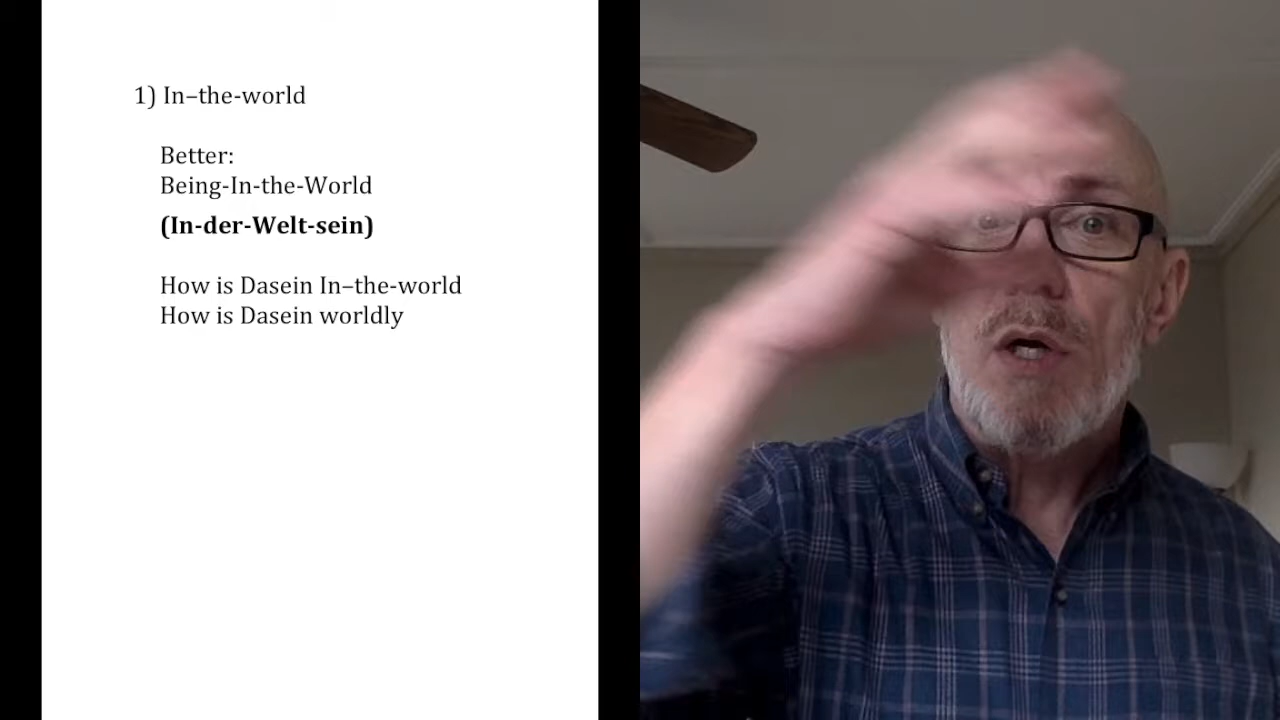 1) In–the-world
Better:
Being-In-the-World
(In-der-Welt-sein)
How is Dasein In–the-world
How is Dasein worldly